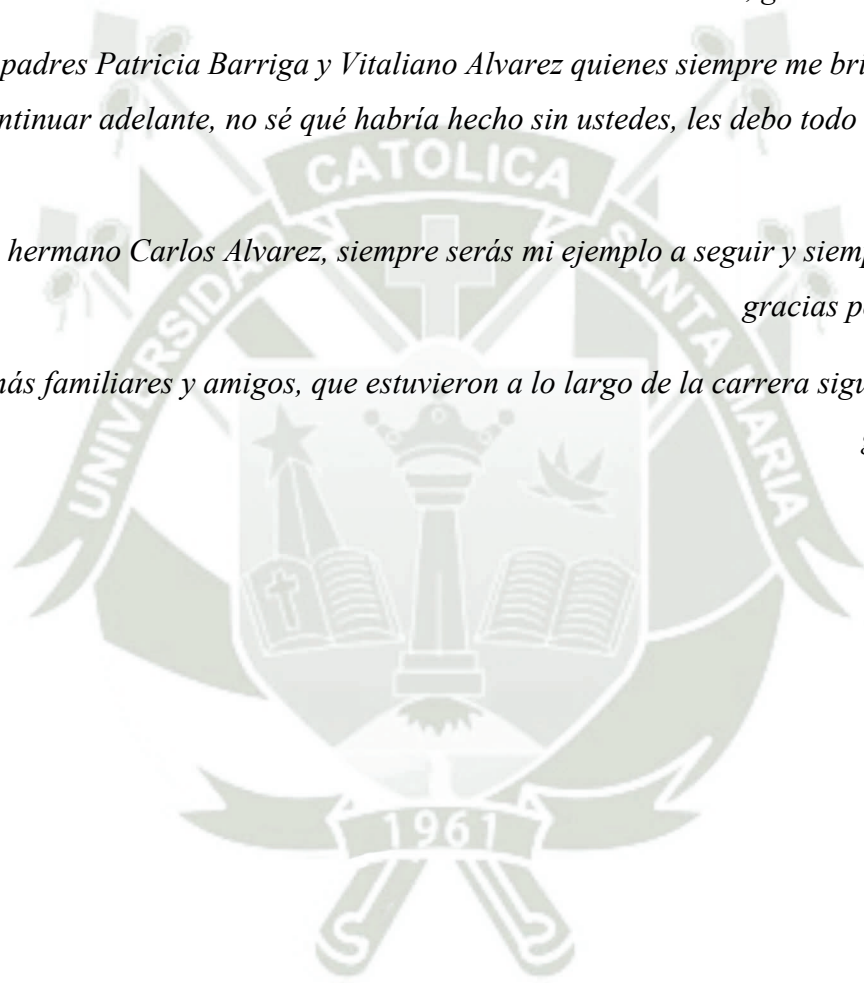 padres Patricia Barriga y Vitaliano Alvarez quienes siempre me bri
ntinuar adelante, no sé qué habría hecho sin ustedes, les debo todo
hermano Carlos Alvarez, siempre serás mi ejemplo a seguir y siem
gracias p
ás familiares y amigos, que estuvieron a lo largo de la carrera sigu
UNIVERSIDAD CATOLICA SANTA MARIA
1961